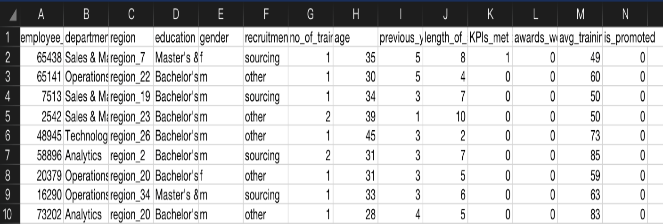 A B C D E F G H I J K L M N
1 employee_ departmen region education gender recruitmen no_of_trair age previous_y length_of_ KPIs_met awards_w avg_trainir is_promoted
2 65438 Sales & Ma region_7 Master's & f sourcing 1 35 5 8 1 0 49 0
3 65141 Operations region_22 Bachelor's m other 1 30 5 4 0 0 60 0
4 7513 Sales & Ma region_19 Bachelor's m sourcing 1 34 3 7 0 0 50 0
5 2542 Sales & Ma region_23 Bachelor's m other 2 39 1 10 0 0 50 0
6 48945 Technolog region_26 Bachelor's m other 1 45 3 2 0 0 73 0
7 58896 Analytics region_2 Bachelor's m sourcing 2 31 3 7 0 0 85 0
8 20379 Operations region_20 Bachelor's f other 1 31 3 5 0 0 59 0
9 16290 Operations region_34 Master's & m sourcing 1 33 3 6 0 0 63 0
10 73202 Analytics region_20 Bachelor's m other 1 28 4 5 0 0 83 0